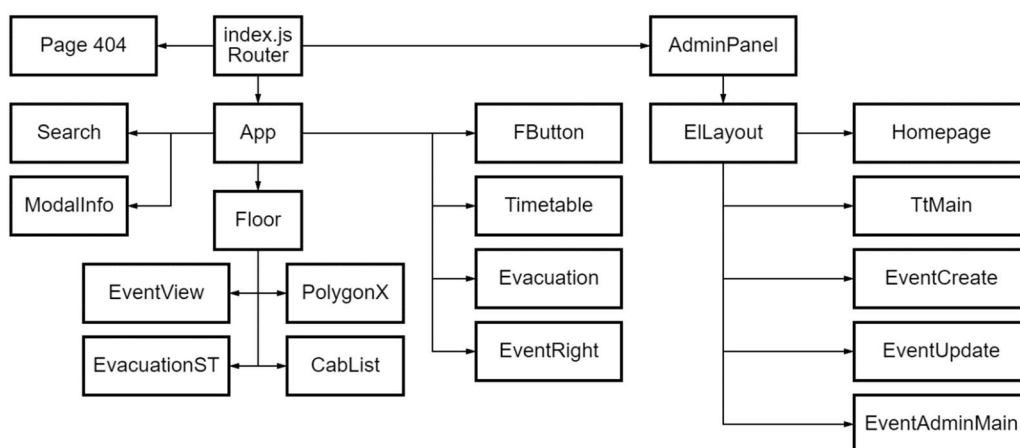 Page 404
index.js
Router
AdminPanel
Search
App
FButton
ElLayout
Homepage
ModalInfo
Floor
Timetable
TtMain
EventView
PolygonX
Evacuation
EventCreate
EvacuationST
CabList
EventRight
EventUpdate
EventAdminMain